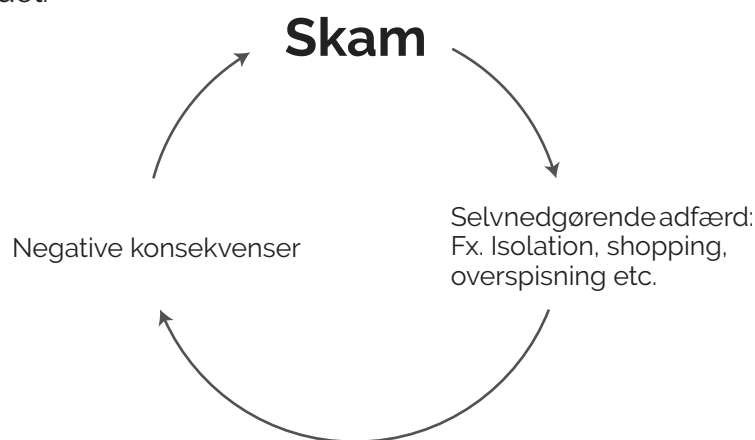 Skam
Negative konsekvenser
Selvnedgørende adfærd:
Fx. Isolation, shopping,
overspisning etc.